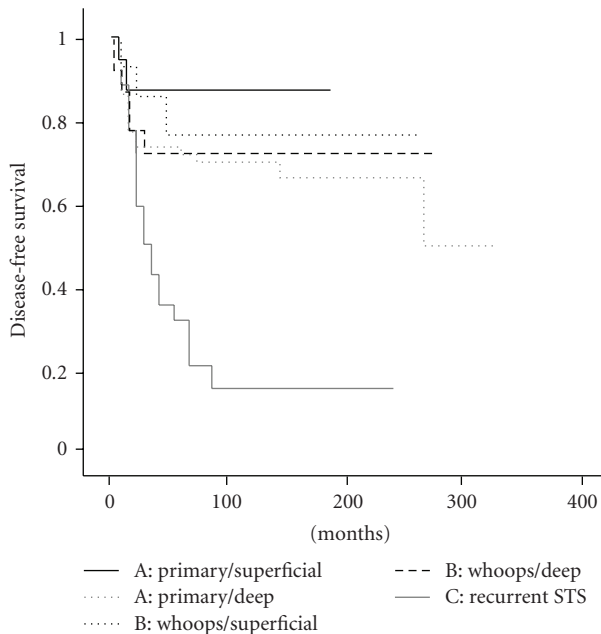 1
0.8
0.6
0.4
0.2
0
Disease-free survival
0
100
200
300
400
(months)
A: primary/superficial
A: primary/deep
B: whoops/superficial
B: whoops/deep
C: recurrent STS